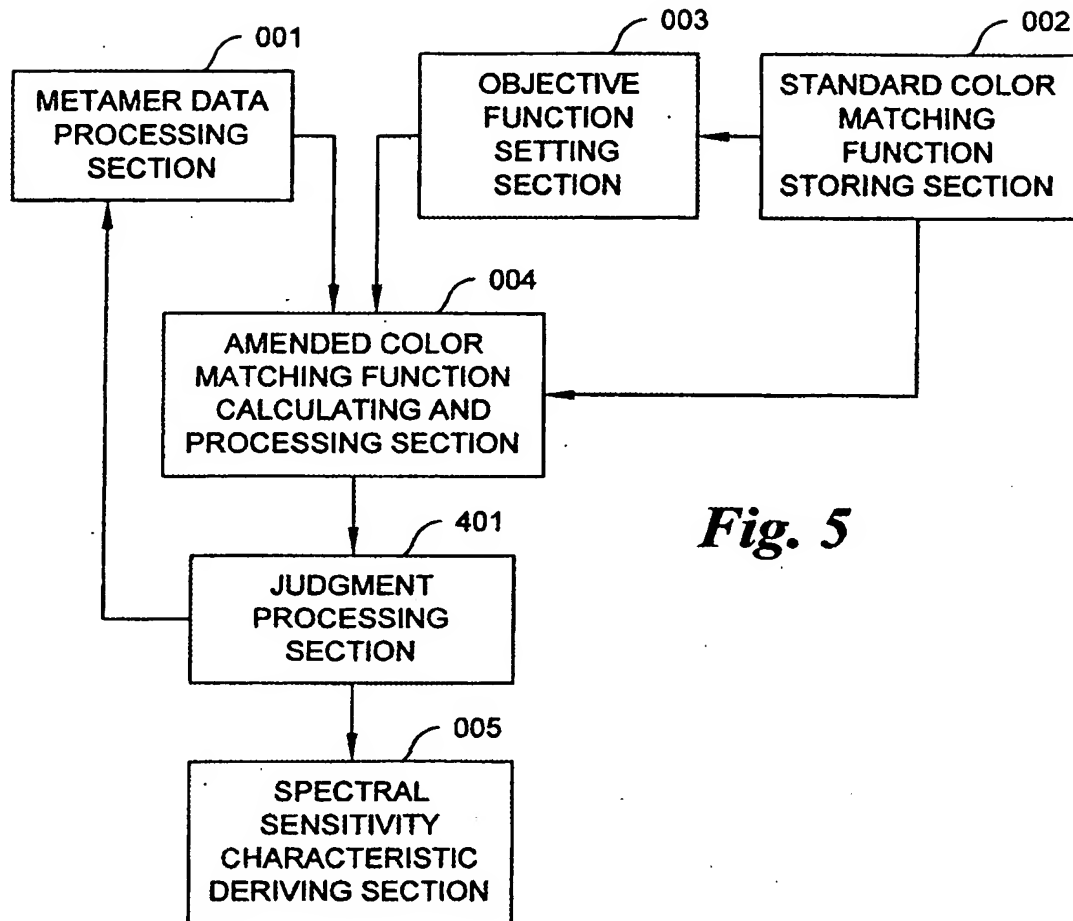 001
METAMER DATA
PROCESSING
SECTION
003
OBJECTIVE
FUNCTION
SETTING
SECTION
002
STANDARD COLOR
MATCHING
FUNCTION
STORING SECTION
004
AMENDED COLOR
MATCHING FUNCTION
CALCULATING AND
PROCESSING SECTION
Fig. 5
401
JUDGMENT
PROCESSING
SECTION
005
SPECTRAL
SENSITIVITY
CHARACTERISTIC
DERIVING SECTION